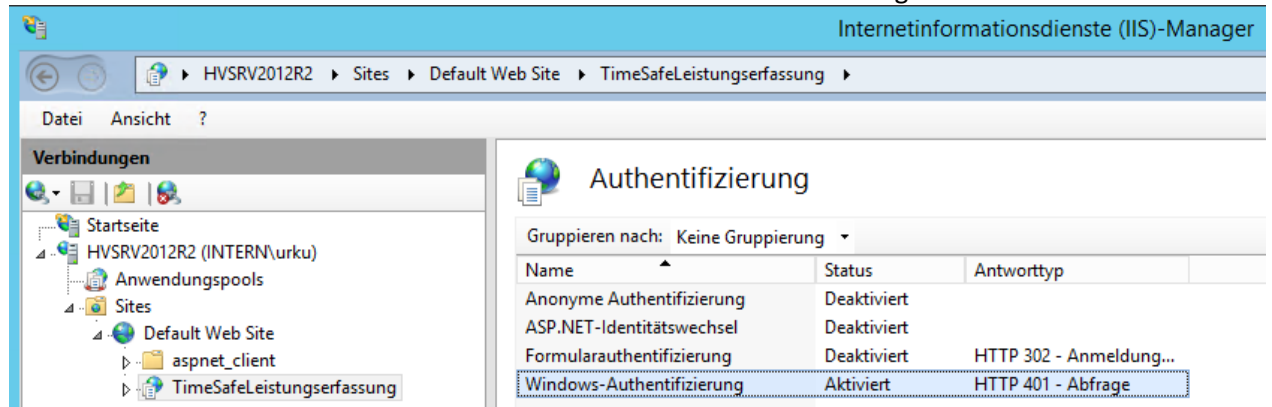 Internetinformationsdienste (IIS)-Manager
HVSRV2012R2 Sites Default Web Site TimeSafeLeistungserfassung
Datei Ansicht ?
Verbindungen
Startseite
HVSRV2012R2 (INTERN\urku)
Anwendungspools
Sites
Default Web Site
aspnet_client
TimeSafeLeistungserfassung
Authentifizierung
Gruppieren nach: Keine Gruppierung
Name Status Antworttyp
Anonyme Authentifizierung Deaktiviert
ASP.NET-Identitätswechsel Deaktiviert
Formularauthentifizierung Deaktiviert HTTP 302 - Anmeldung...
Windows-Authentifizierung Aktiviert HTTP 401 - Abfrage